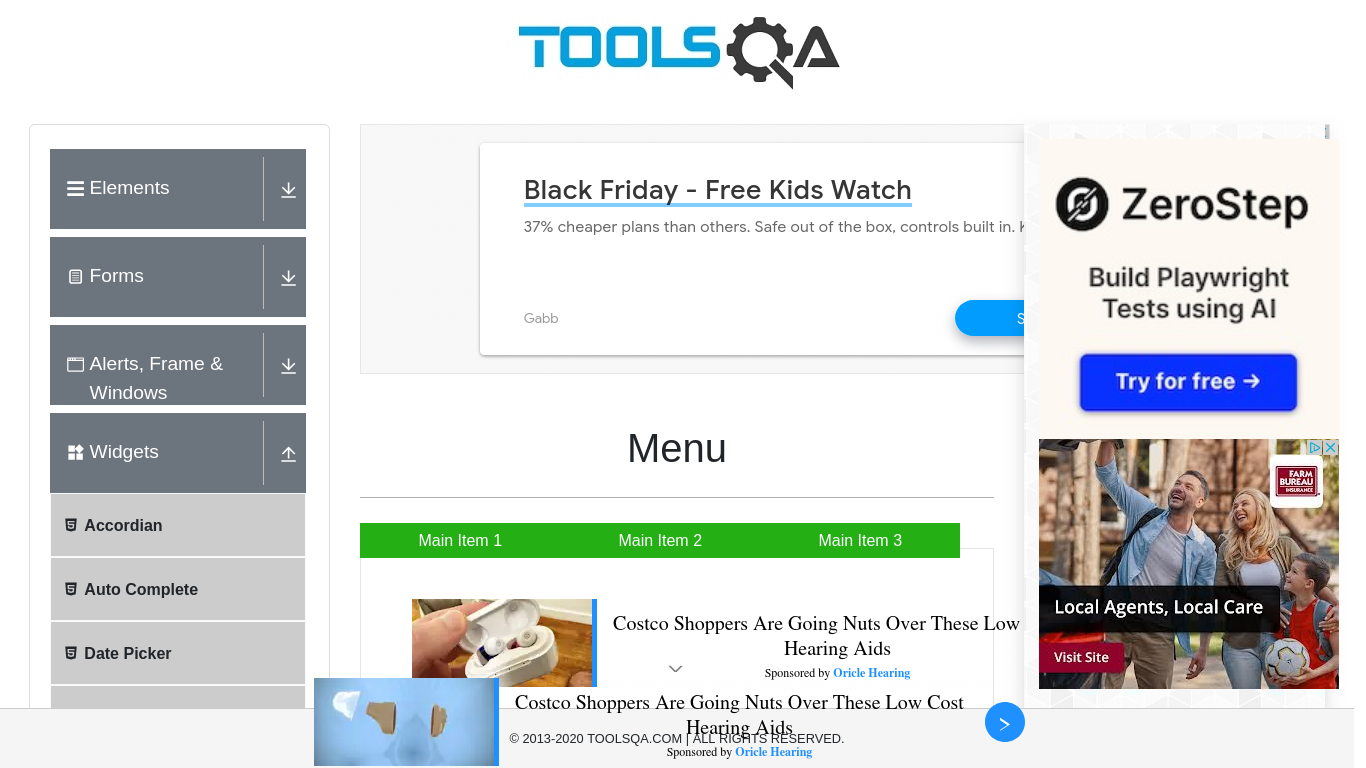 TOOLSQA
Elements
Forms
Alerts, Frame &
Windows
Widgets
Accordian
Auto Complete
Date Picker
Black Friday - Free Kids Watch
37% cheaper plans than others. Safe out of the box, controls built in.
Gabb
Menu
Main Item 1
Main Item 2
Main Item 3
Costco Shoppers Are Going Nuts Over These Low
Hearing Aids
Sponsored by Oricle Hearing
Costco Shoppers Are Going Nuts Over These Low Cost
Hearing Aids
© 2013-2020 TOOLSQA.COM | ALL RIGHTS RESERVED.
Sponsored by Oricle Hearing
ZeroStep
Build Playwright
Tests using AI
Try for free →
FARM
BUREAU
INSURANCE
Local Agents, Local Care
Visit Site